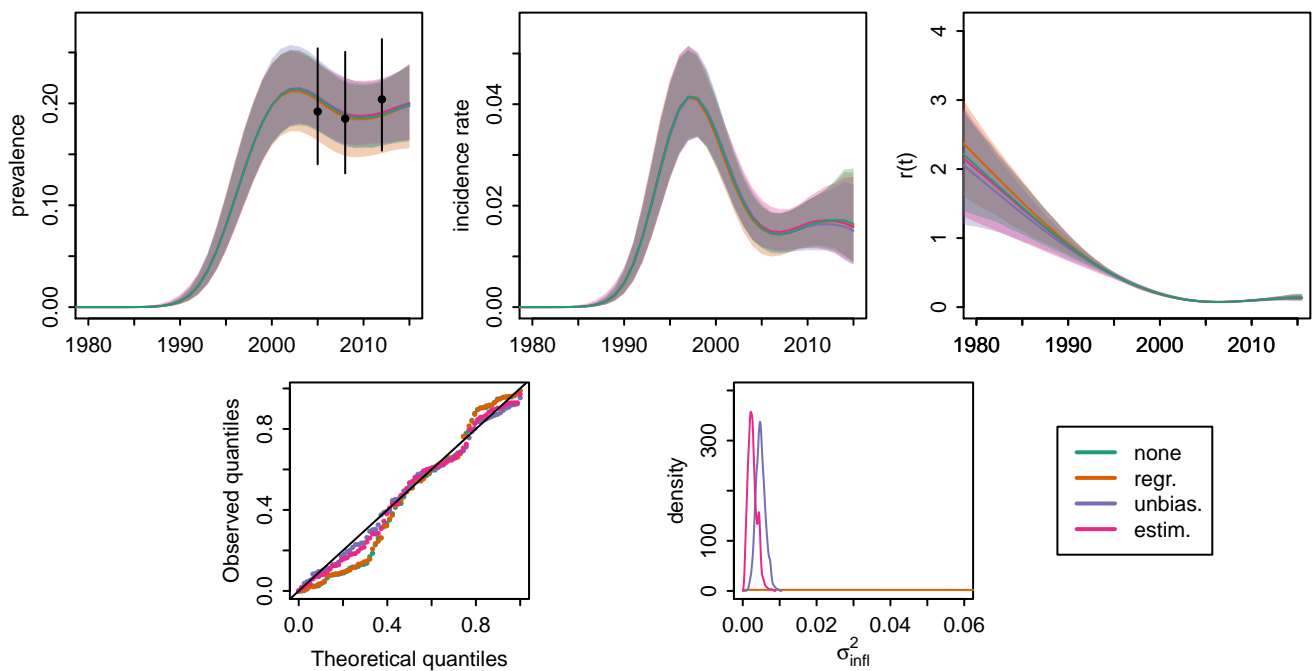 prevalence
0.00 0.10 0.20
1980 1990 2000 2010
incidence rate
0.00 0.02 0.04
1980 1990 2000 2010
r(t)
0 1 2 3 4
1980 1990 2000 2010
Observed quantiles
0.0 0.4 0.8
0.0 0.4 0.8
Theoretical quantiles
density
0 100 300
0.00 0.02 0.04 0.06
σ²infl
none
regr.
unbias.
estim.